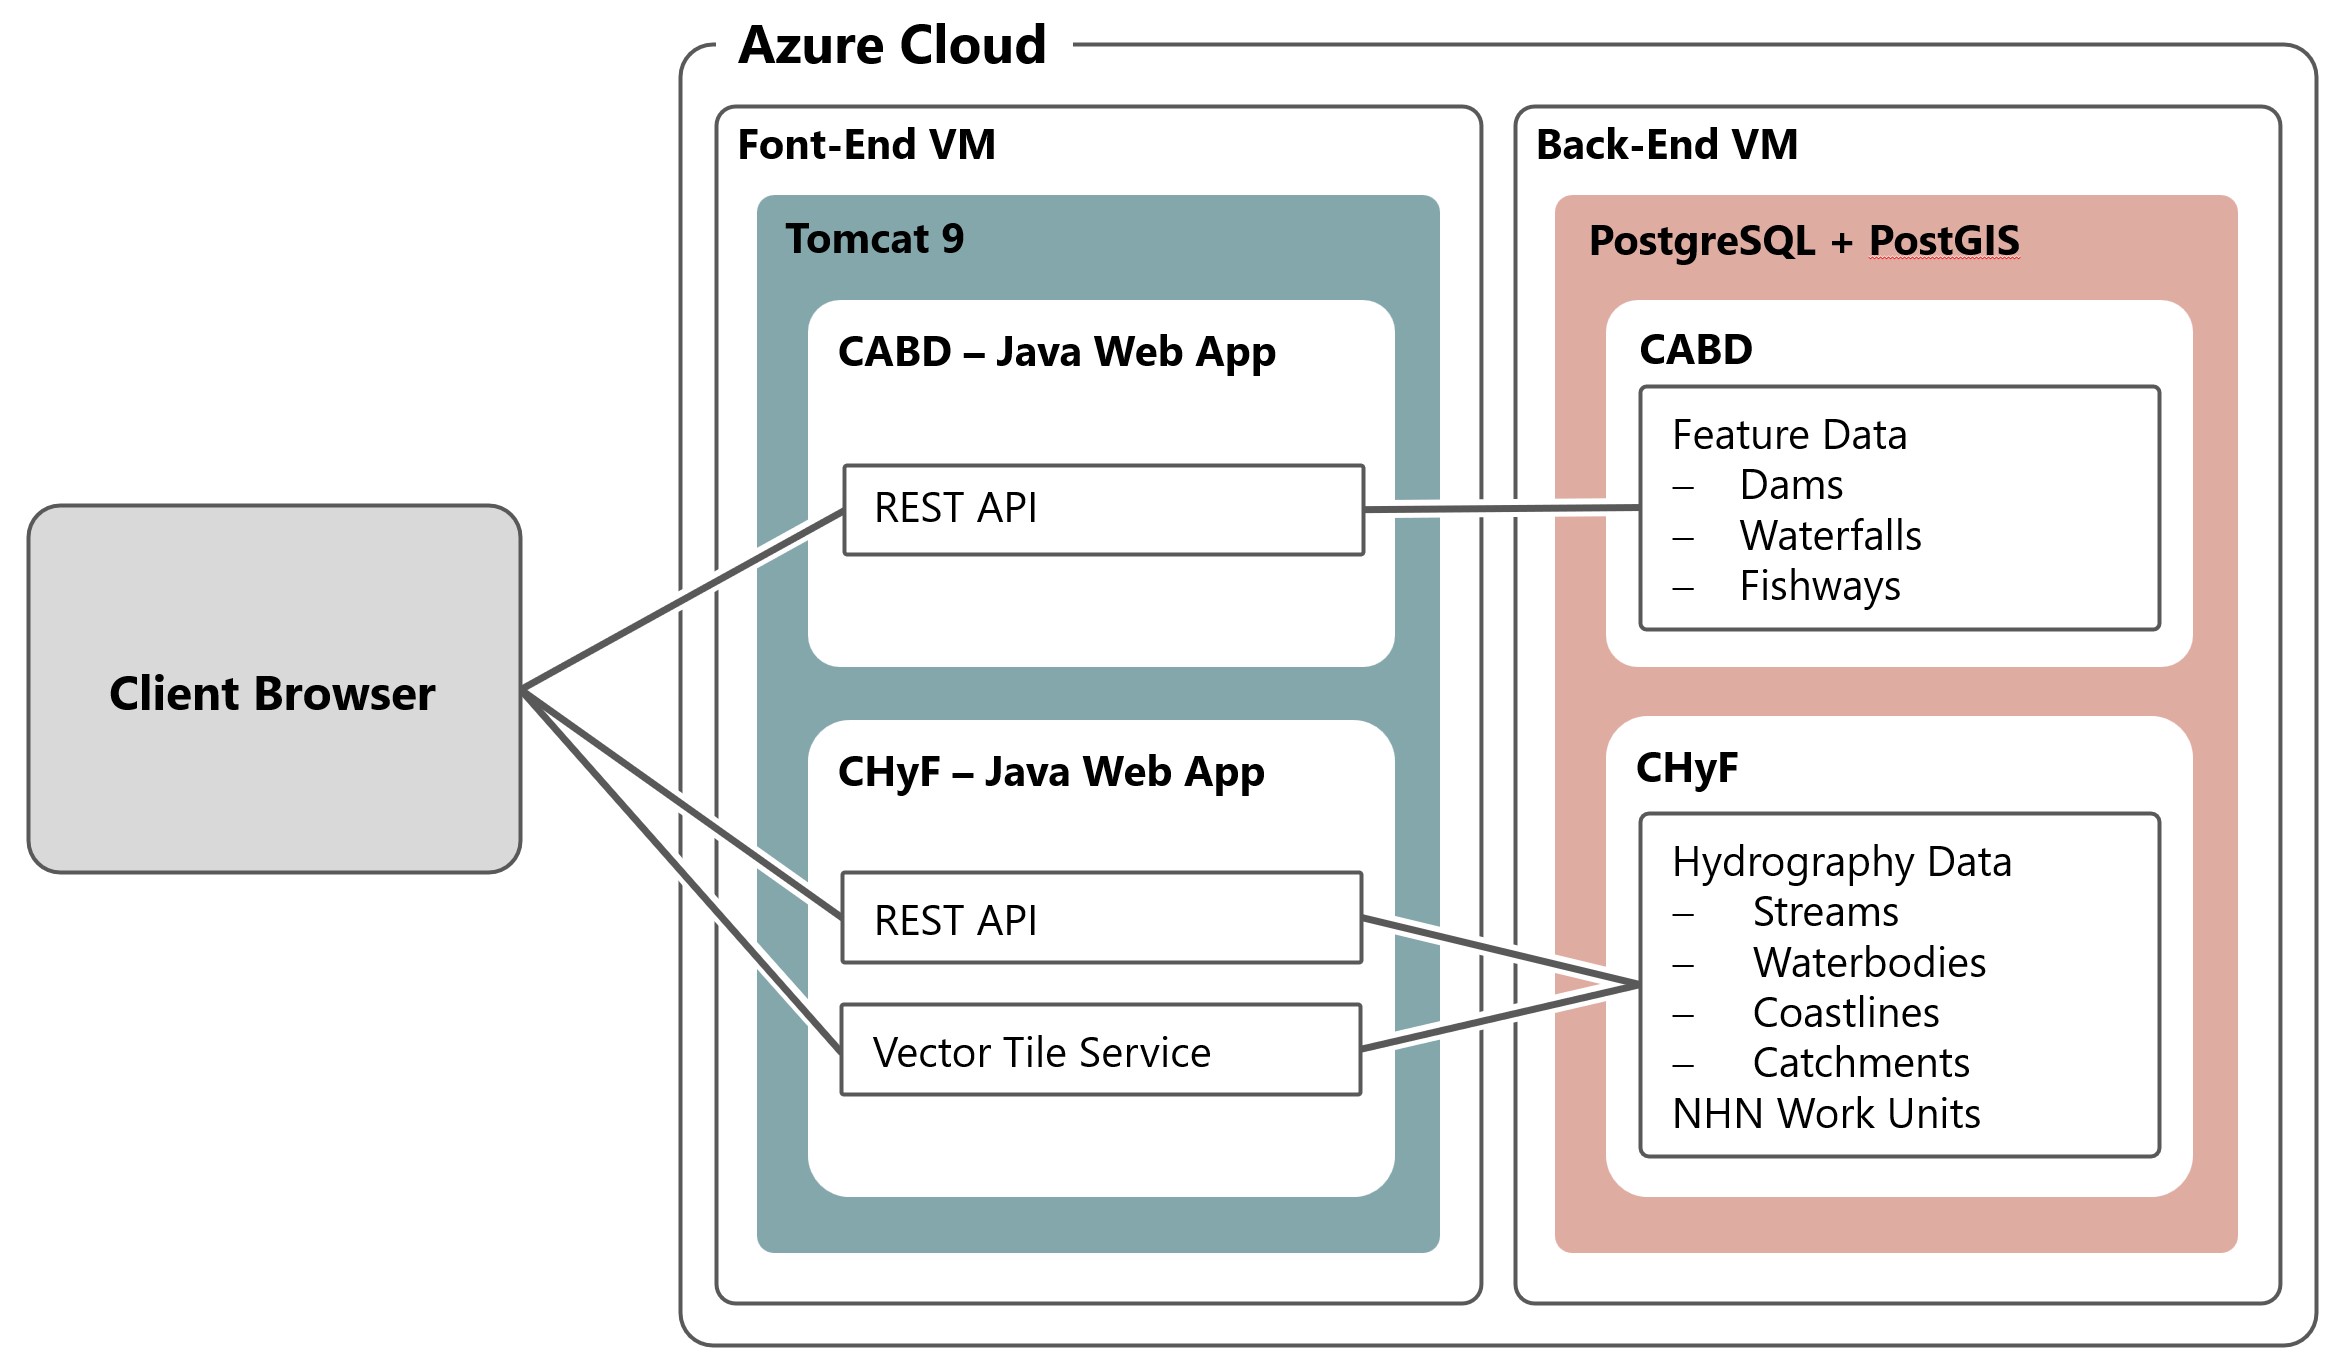 Azure Cloud
Font-End VM
Tomcat 9
CABD – Java Web App
REST API
CHyF – Java Web App
REST API
Vector Tile Service
Client Browser
Back-End VM
PostgreSQL + PostGIS
CABD
Feature Data
– Dams
– Waterfalls
– Fishways
CHyF
Hydrography Data
– Streams
– Waterbodies
– Coastlines
– Catchments
NHN Work Units